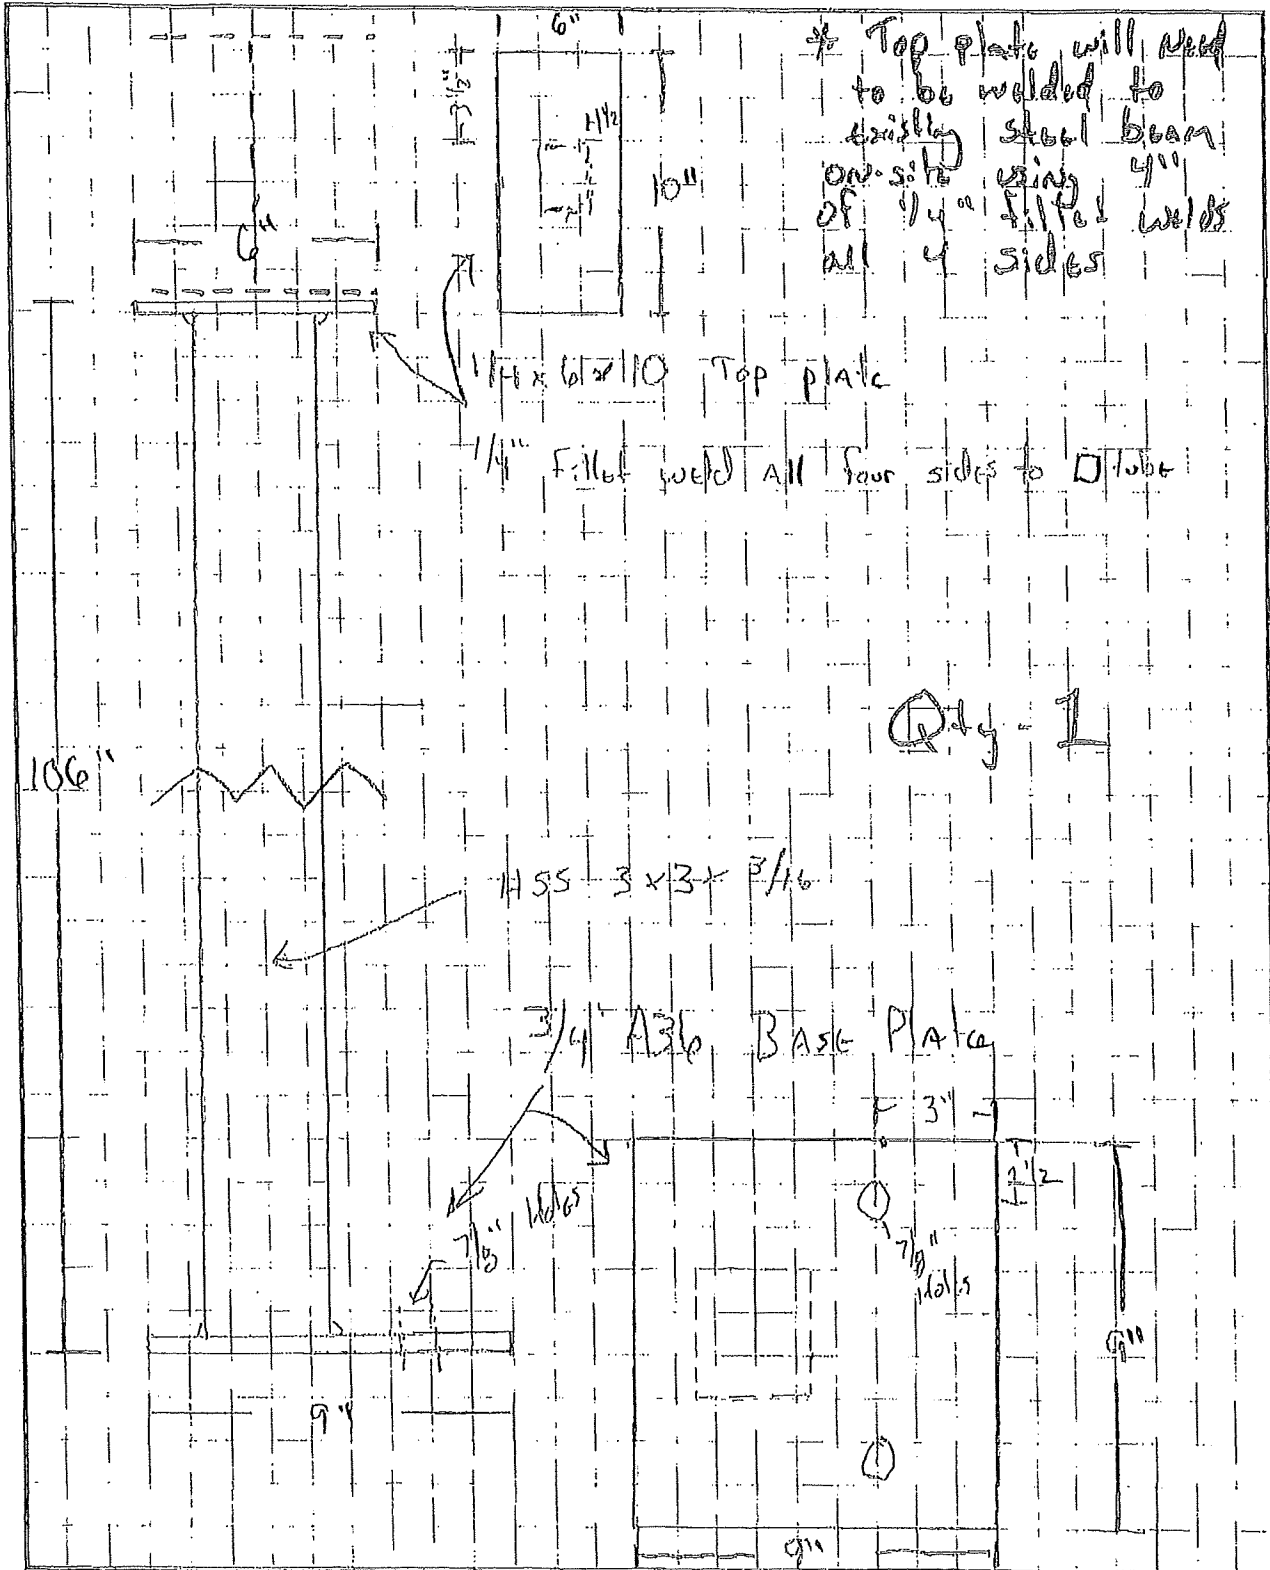 6"
3 1/2"
1 1/2
10"
* Top plate will need
to be welded to
existing steel beam
on-site using 4"
of 1/4" fillet welds
all 4 sides
6"
1/4 x 6 x 10 Top plate
1/4" Fillet weld All four sides to □ tube
Qty - 1
106"
HSS 3x3x 3/16
3/4" A36 Base Plate
3"
1 1/2
7/8" Holes
7/8"
Holes
9"
9"
9"